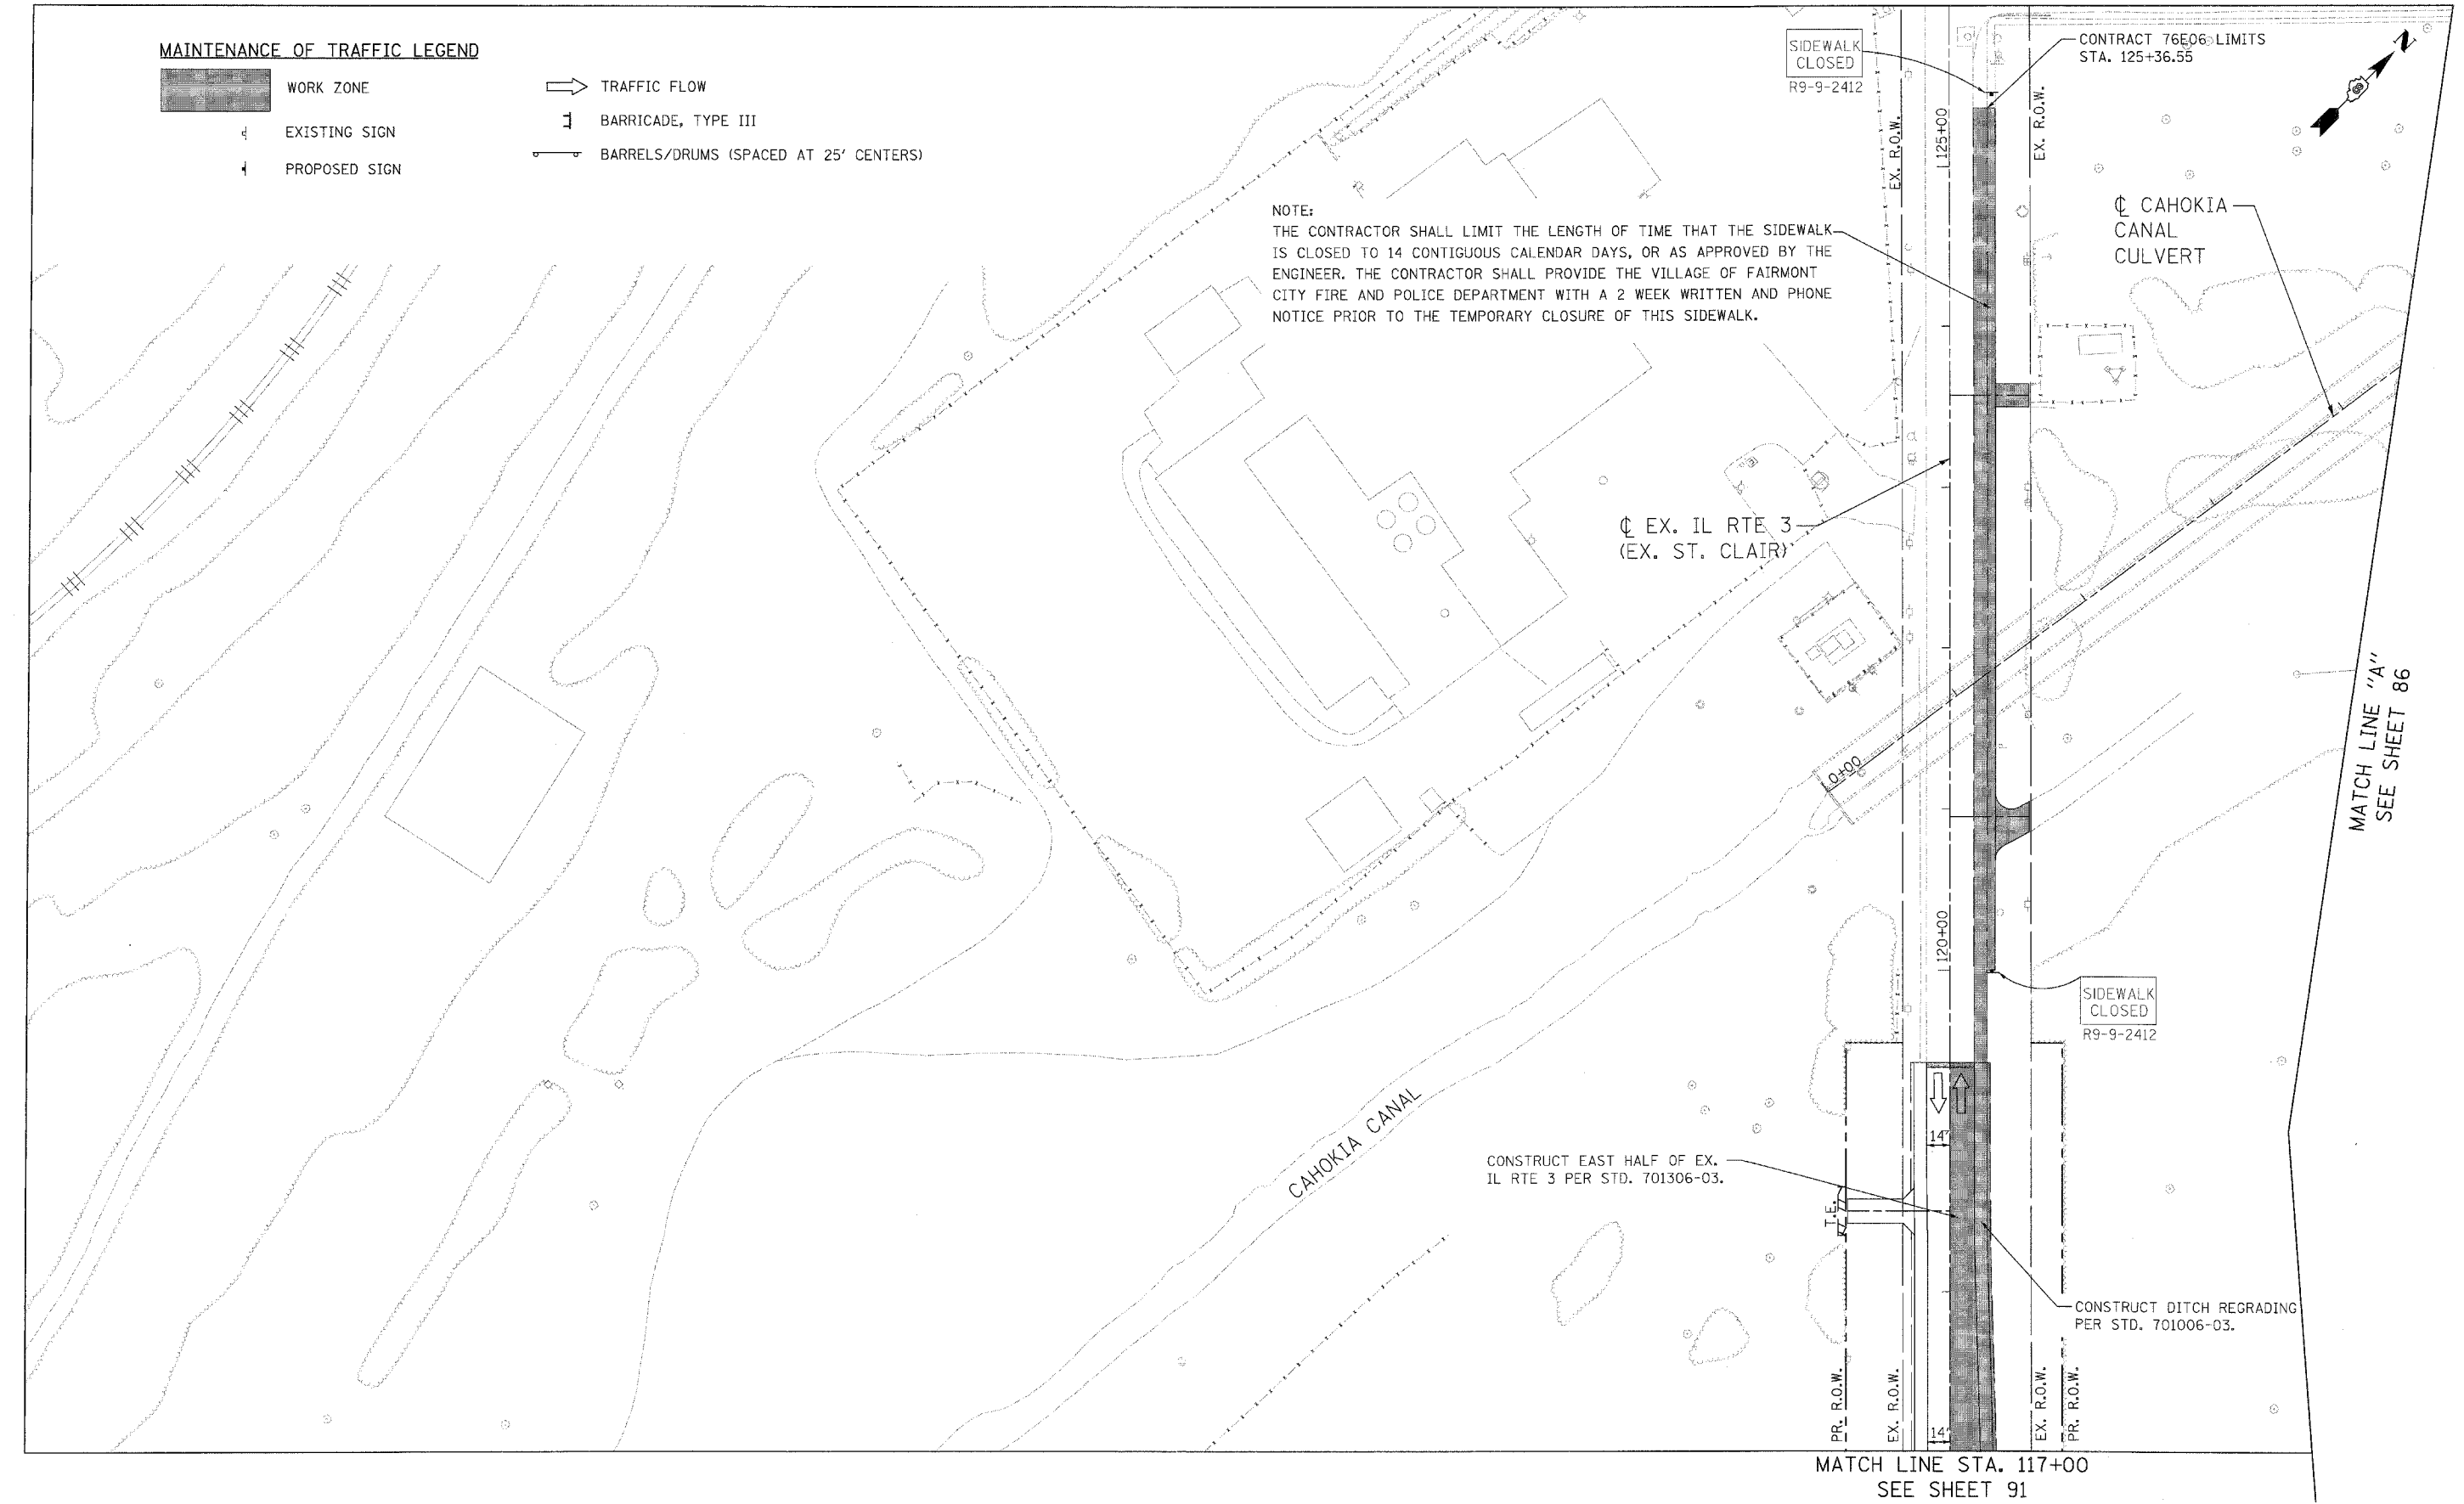 MAINTENANCE OF TRAFFIC LEGEND
WORK ZONE
EXISTING SIGN
PROPOSED SIGN
TRAFFIC FLOW
BARRICADE, TYPE III
BARRELS/DRUMS (SPACED AT 25' CENTERS)
SIDEWALK
CLOSED
R9-9-2412
CONTRACT 76E06 LIMITS
STA. 125+36.55
N
EX. R.O.W.
125+00
EX. R.O.W.
NOTE:
THE CONTRACTOR SHALL LIMIT THE LENGTH OF TIME THAT THE SIDEWALK
IS CLOSED TO 14 CONTIGUOUS CALENDAR DAYS, OR AS APPROVED BY THE
ENGINEER. THE CONTRACTOR SHALL PROVIDE THE VILLAGE OF FAIRMONT
CITY FIRE AND POLICE DEPARTMENT WITH A 2 WEEK WRITTEN AND PHONE
NOTICE PRIOR TO THE TEMPORARY CLOSURE OF THIS SIDEWALK.
℄ CAHOKIA
CANAL
CULVERT
℄ EX. IL RTE 3
(EX. ST. CLAIR)
0+00
MATCH LINE "A"
SEE SHEET 86
120+00
SIDEWALK
CLOSED
R9-9-2412
CAHOKIA CANAL
14'
CONSTRUCT EAST HALF OF EX.
IL RTE 3 PER STD. 701306-03.
T.E.
CONSTRUCT DITCH REGRADING
PER STD. 701006-03.
PR. R.O.W.
EX. R.O.W.
14'
EX. R.O.W.
PR. R.O.W.
MATCH LINE STA. 117+00
SEE SHEET 91